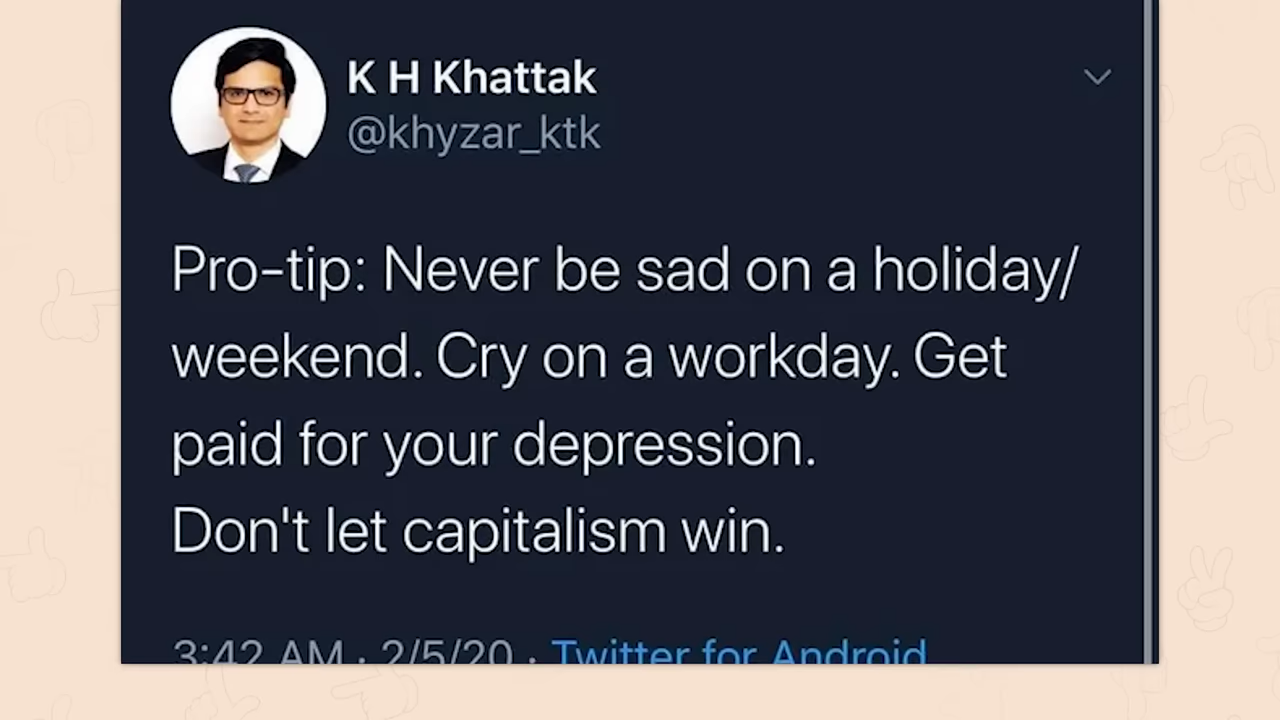 K H Khattak
@khyzar_ktk
Pro-tip: Never be sad on a holiday/
weekend. Cry on a workday. Get
paid for your depression.
Don't let capitalism win.
3:42 AM · 2/5/20 · Twitter for Android